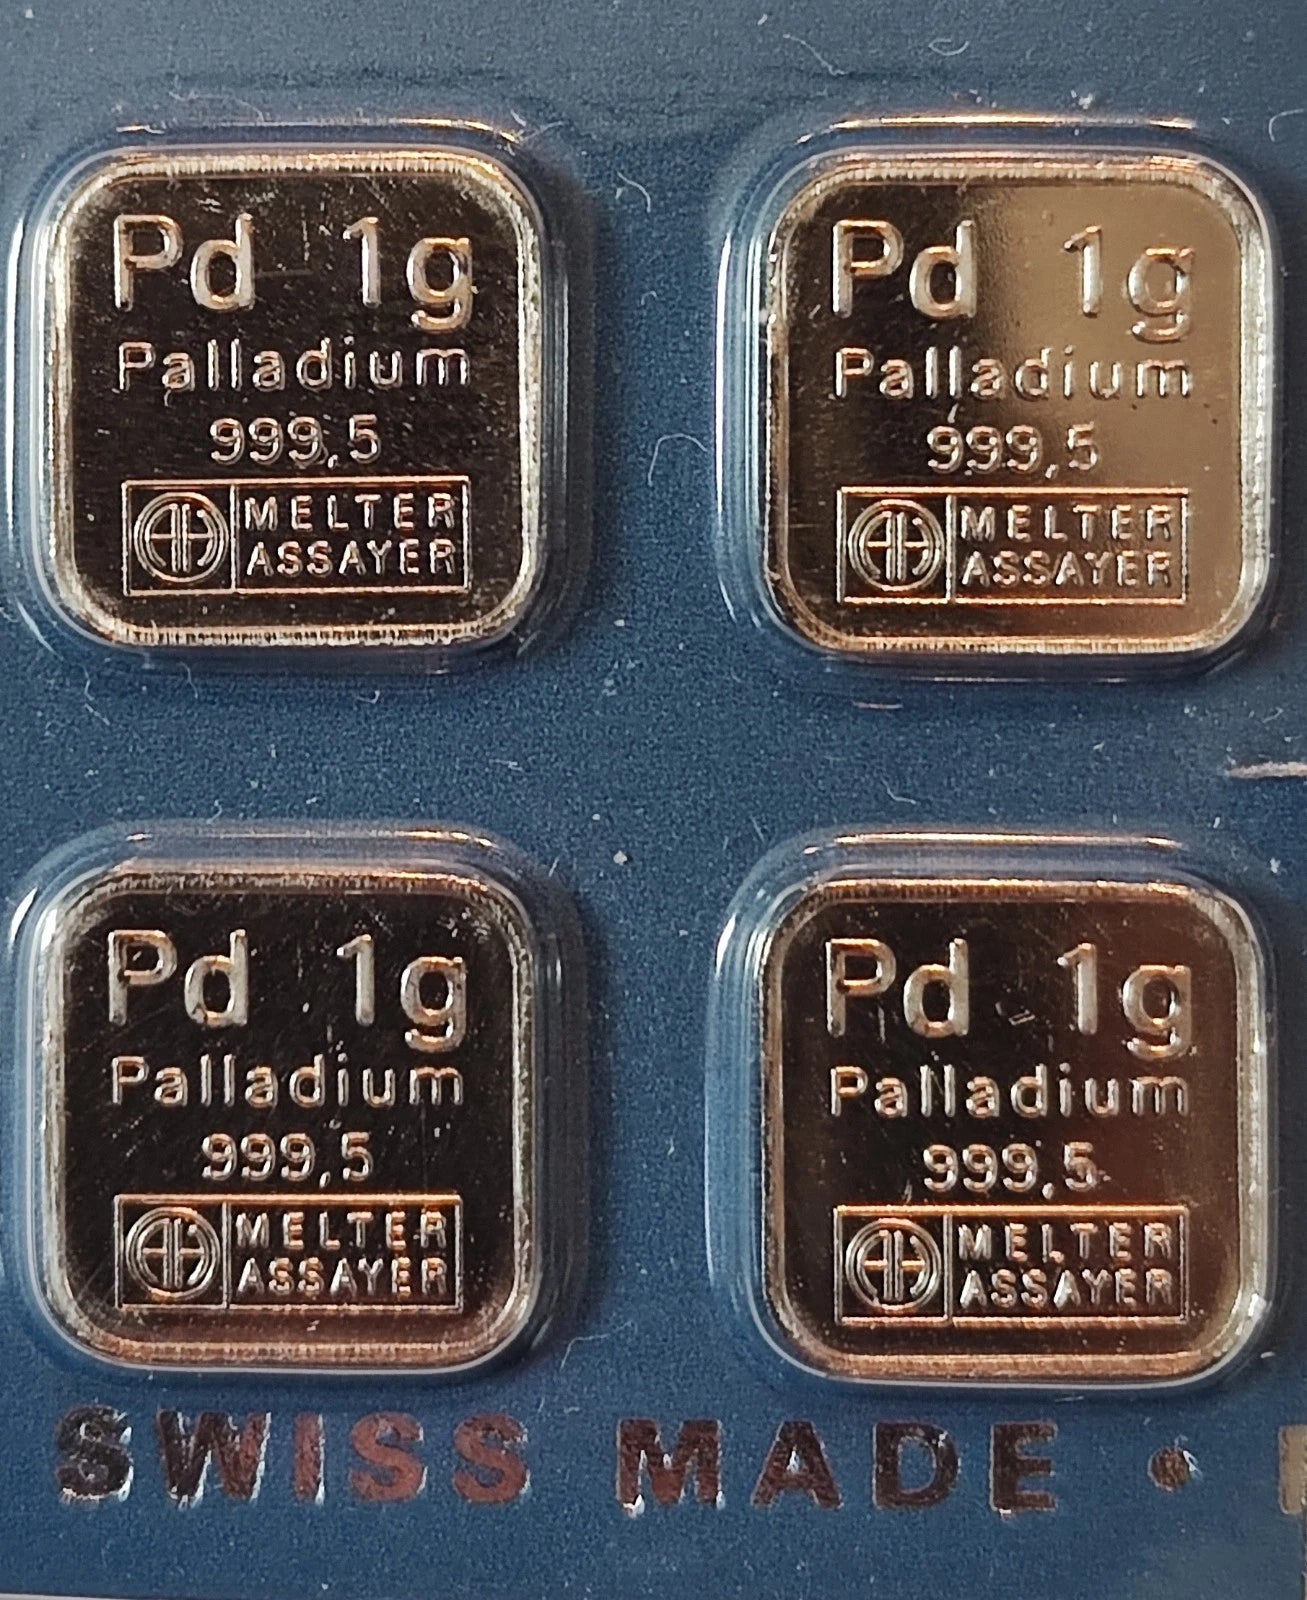 Pd 1g
Palladium
999,5
MELTER
ASSAYER
Pd 1g
Palladium
999,5
MELTER
ASSAYER
Pd 1g
Palladium
999,5
MELTER
ASSAYER
Pd 1g
Palladium
999,5
MELTER
ASSAYER
SWISS MADE •